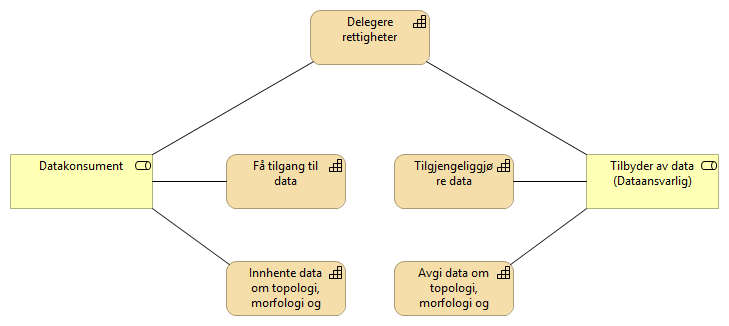 Delegere
rettigheter
Datakonsument
Få tilgang til
data
Tilgjengeliggjø
re data
Tilbyder av data
(Dataansvarlig)
Innhente data
om topologi,
morfologi og
Avgi data om
topologi,
morfologi og